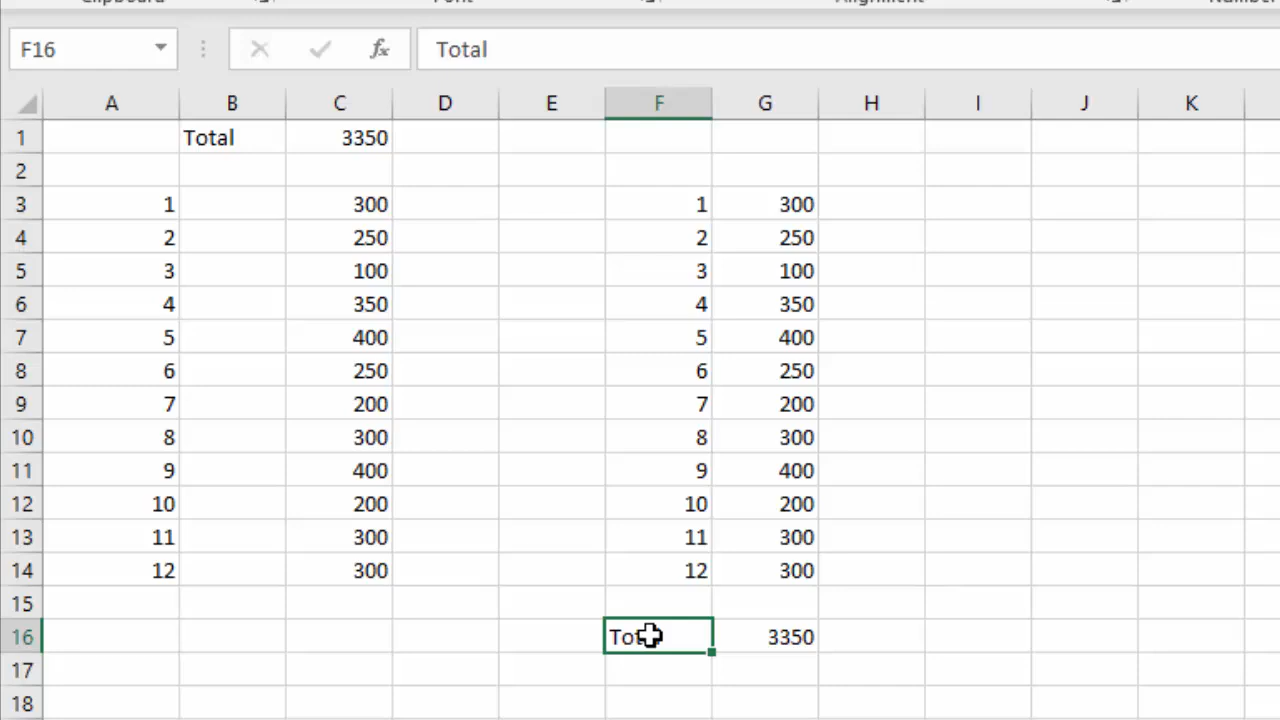 Clipboard Font Alignment Number
F16 fx Total
A B C D E F G H I J K
1 Total 3350
2
3 1 300 1 300
4 2 250 2 250
5 3 100 3 100
6 4 350 4 350
7 5 400 5 400
8 6 250 6 250
9 7 200 7 200
10 8 300 8 300
11 9 400 9 400
12 10 200 10 200
13 11 300 11 300
14 12 300 12 300
15
16 Total 3350
17
18